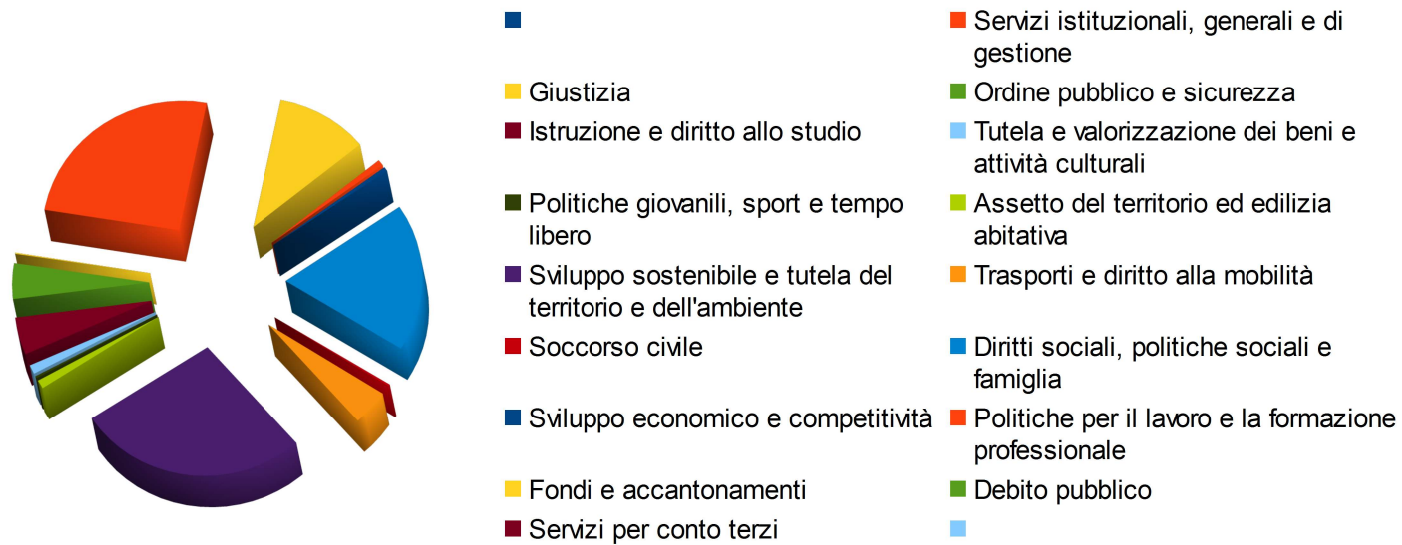 Servizi istituzionali, generali e di
gestione
Giustizia
Ordine pubblico e sicurezza
Istruzione e diritto allo studio
Tutela e valorizzazione dei beni e
attività culturali
Politiche giovanili, sport e tempo
libero
Assetto del territorio ed edilizia
abitativa
Sviluppo sostenibile e tutela del
territorio e dell'ambiente
Trasporti e diritto alla mobilità
Soccorso civile
Diritti sociali, politiche sociali e
famiglia
Sviluppo economico e competitività
Politiche per il lavoro e la formazione
professionale
Fondi e accantonamenti
Debito pubblico
Servizi per conto terzi